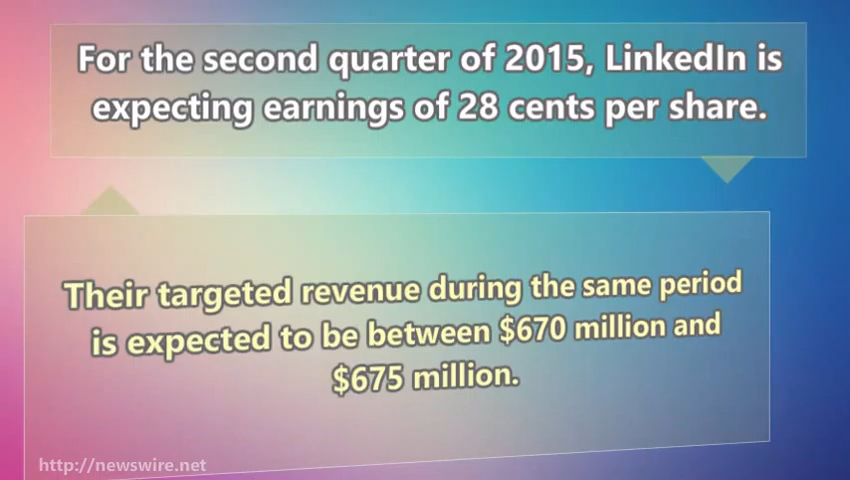 For the second quarter of 2015, LinkedIn is
expecting earnings of 28 cents per share.
Their targeted revenue during the same period
is expected to be between $670 million and
$675 million.
http://newswire.net